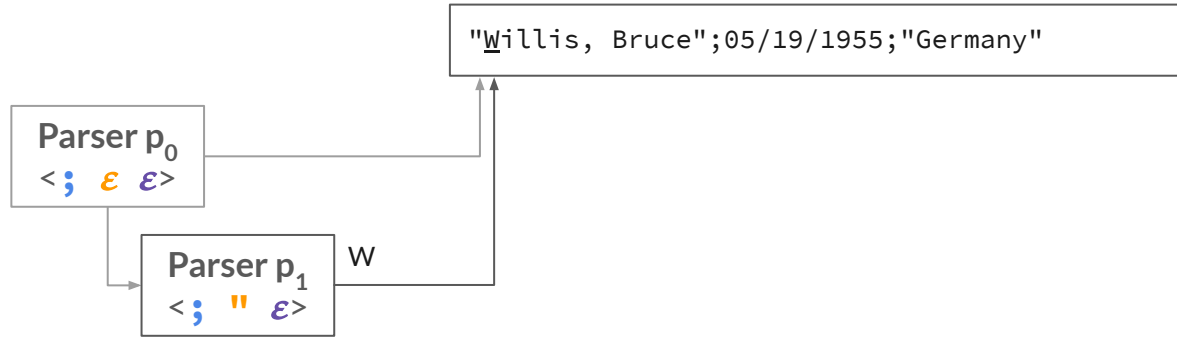 "Willis, Bruce";05/19/1955;"Germany"
Parser p₀
<; ε ε>
Parser p₁
<; " ε>
W